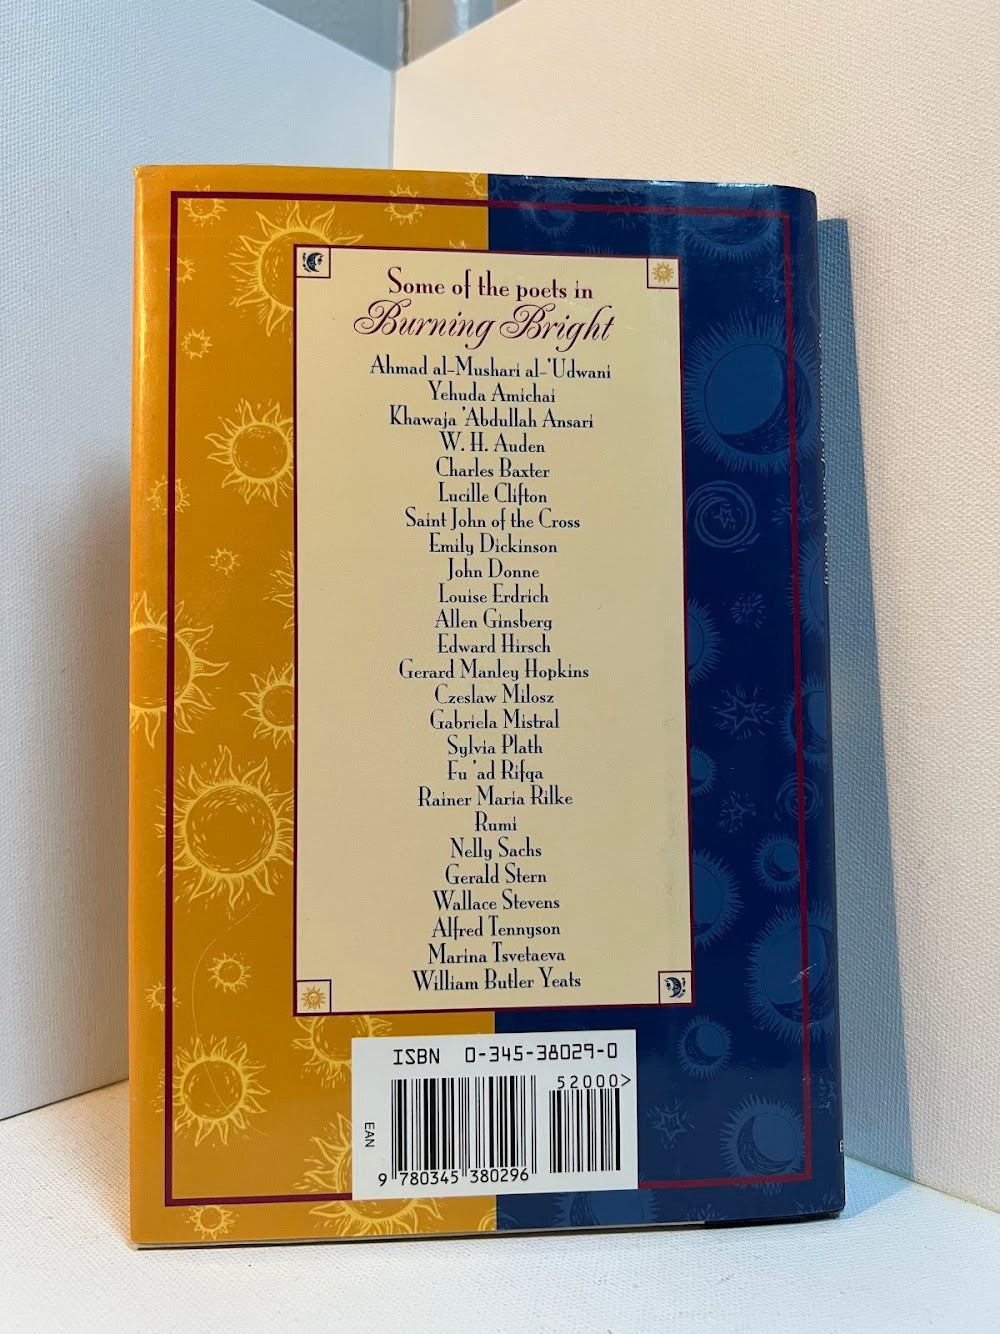 Some of the poets in
Burning Bright
Ahmad al-Mushari al-'Udwani
Yehuda Amichai
Khawaja 'Abdullah Ansari
W. H. Auden
Charles Baxter
Lucille Clifton
Saint John of the Cross
Emily Dickinson
John Donne
Louise Erdrich
Allen Ginsberg
Edward Hirsch
Gerard Manley Hopkins
Czeslaw Milosz
Gabriela Mistral
Sylvia Plath
Fu 'ad Rifqa
Rainer Maria Rilke
Rumi
Nelly Sachs
Gerald Stern
Wallace Stevens
Alfred Tennyson
Marina Tsvetaeva
William Butler Yeats
ISBN 0-345-38029-0
52000>
EAN
9 780345 380296